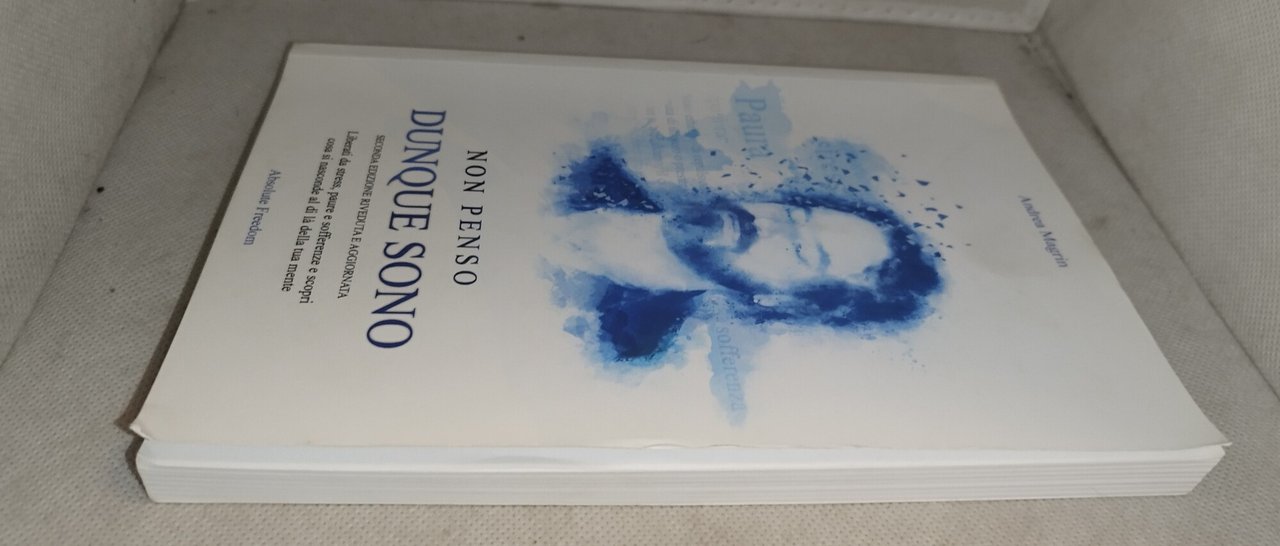 Andrea Magrin
Paura
sofferenza
NON PENSO
DUNQUE SONO
SECONDA EDIZIONE RIVEDUTA E AGGIORNATA
Liberati da stress, paure e sofferenze e scopri
cosa si nasconde al di là della tua mente
Absolute Freedom